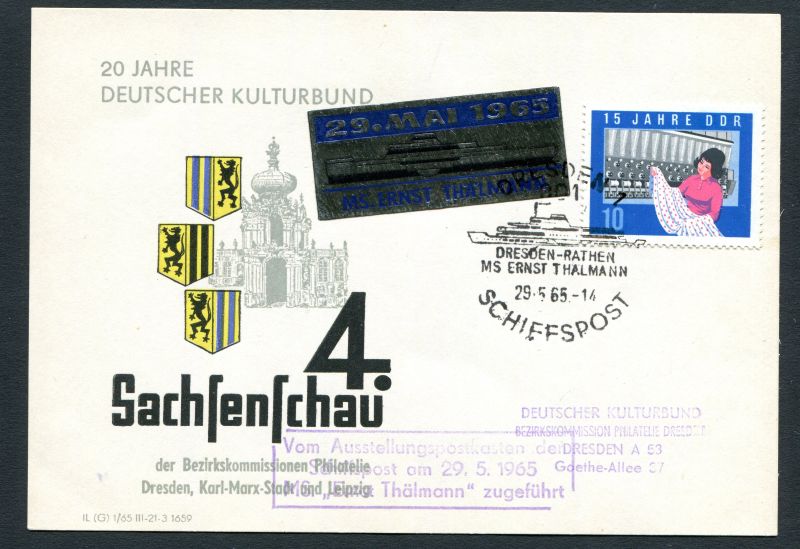 20 JAHRE
DEUTSCHER KULTURBUND
29. MAI 1965
MS. ERNST THÄLMANN
15 JAHRE DDR
10
DRESDEN
DRESDEN-RATHEN
MS ERNST THÄLMANN
29.5.65.-14
SCHIFFSPOST
4.
Sachſenſchau
der Bezirkskommissionen Philatelie
Dresden, Karl-Marx-Stadt und Leipzig
Vom Ausstellungspostkasten der
Schiffspost am 29. 5. 1965
MS. „Ernst Thälmann" zugeführt
DEUTSCHER KULTURBUND
BEZIRKSKOMMISSION PHILATELIE DRESDEN
DRESDEN A 53
Goethe-Allee 37
IL (G) 1/65 III-21-3 1659